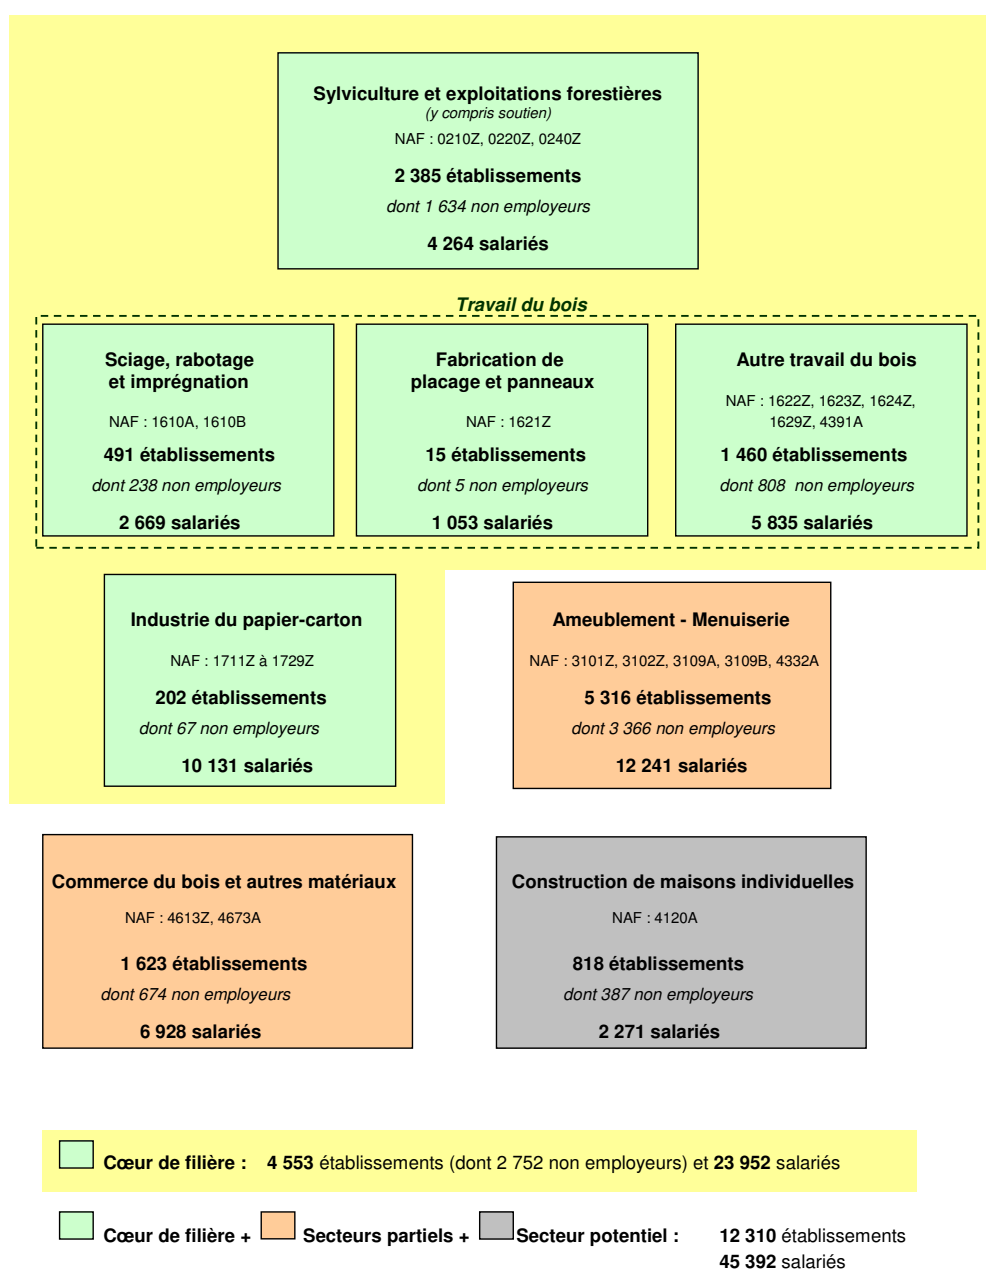 Sylviculture et exploitations forestières
(y compris soutien)
NAF : 0210Z, 0220Z, 0240Z
2 385 établissements
dont 1 634 non employeurs
4 264 salariés
Travail du bois
Sciage, rabotage
et imprégnation
NAF : 1610A, 1610B
491 établissements
dont 238 non employeurs
2 669 salariés
Fabrication de
placage et panneaux
NAF : 1621Z
15 établissements
dont 5 non employeurs
1 053 salariés
Autre travail du bois
NAF : 1622Z, 1623Z, 1624Z,
1629Z, 4391A
1 460 établissements
dont 808 non employeurs
5 835 salariés
Industrie du papier-carton
NAF : 1711Z à 1729Z
202 établissements
dont 67 non employeurs
10 131 salariés
Ameublement - Menuiserie
NAF : 3101Z, 3102Z, 3109A, 3109B, 4332A
5 316 établissements
dont 3 366 non employeurs
12 241 salariés
Commerce du bois et autres matériaux
NAF : 4613Z, 4673A
1 623 établissements
dont 674 non employeurs
6 928 salariés
Construction de maisons individuelles
NAF : 4120A
818 établissements
dont 387 non employeurs
2 271 salariés
Cœur de filière : 4 553 établissements (dont 2 752 non employeurs) et 23 952 salariés
Cœur de filière + Secteurs partiels + Secteur potentiel : 12 310 établissements
45 392 salariés